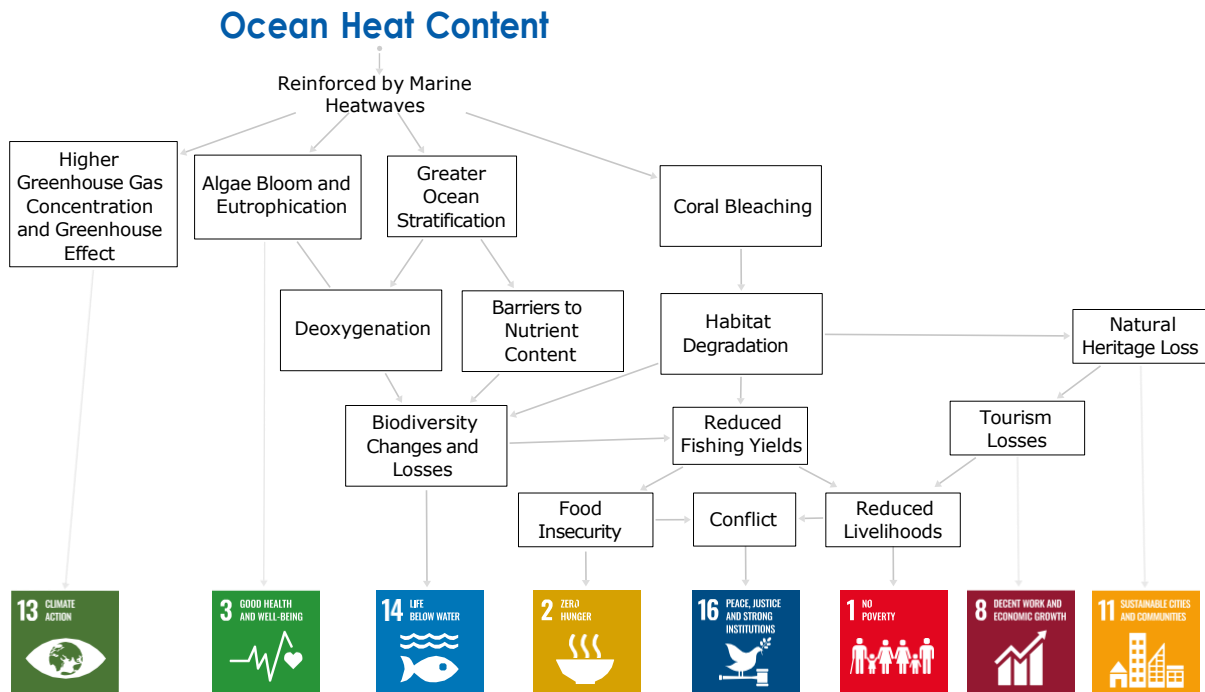 Ocean Heat Content
Reinforced by Marine
Heatwaves
Higher
Greenhouse Gas
Concentration
and Greenhouse
Effect
Algae Bloom and
Eutrophication
Greater
Ocean
Stratification
Coral Bleaching
Deoxygenation
Barriers to
Nutrient
Content
Habitat
Degradation
Natural
Heritage Loss
Biodiversity
Changes and
Losses
Reduced
Fishing Yields
Tourism
Losses
Food
Insecurity
Conflict
Reduced
Livelihoods
13 CLIMATE
ACTION
3 GOOD HEALTH
AND WELL-BEING
14 LIFE
BELOW WATER
2 ZERO
HUNGER
16 PEACE, JUSTICE
AND STRONG
INSTITUTIONS
1 NO
POVERTY
8 DECENT WORK AND
ECONOMIC GROWTH
11 SUSTAINABLE CITIES
AND COMMUNITIES